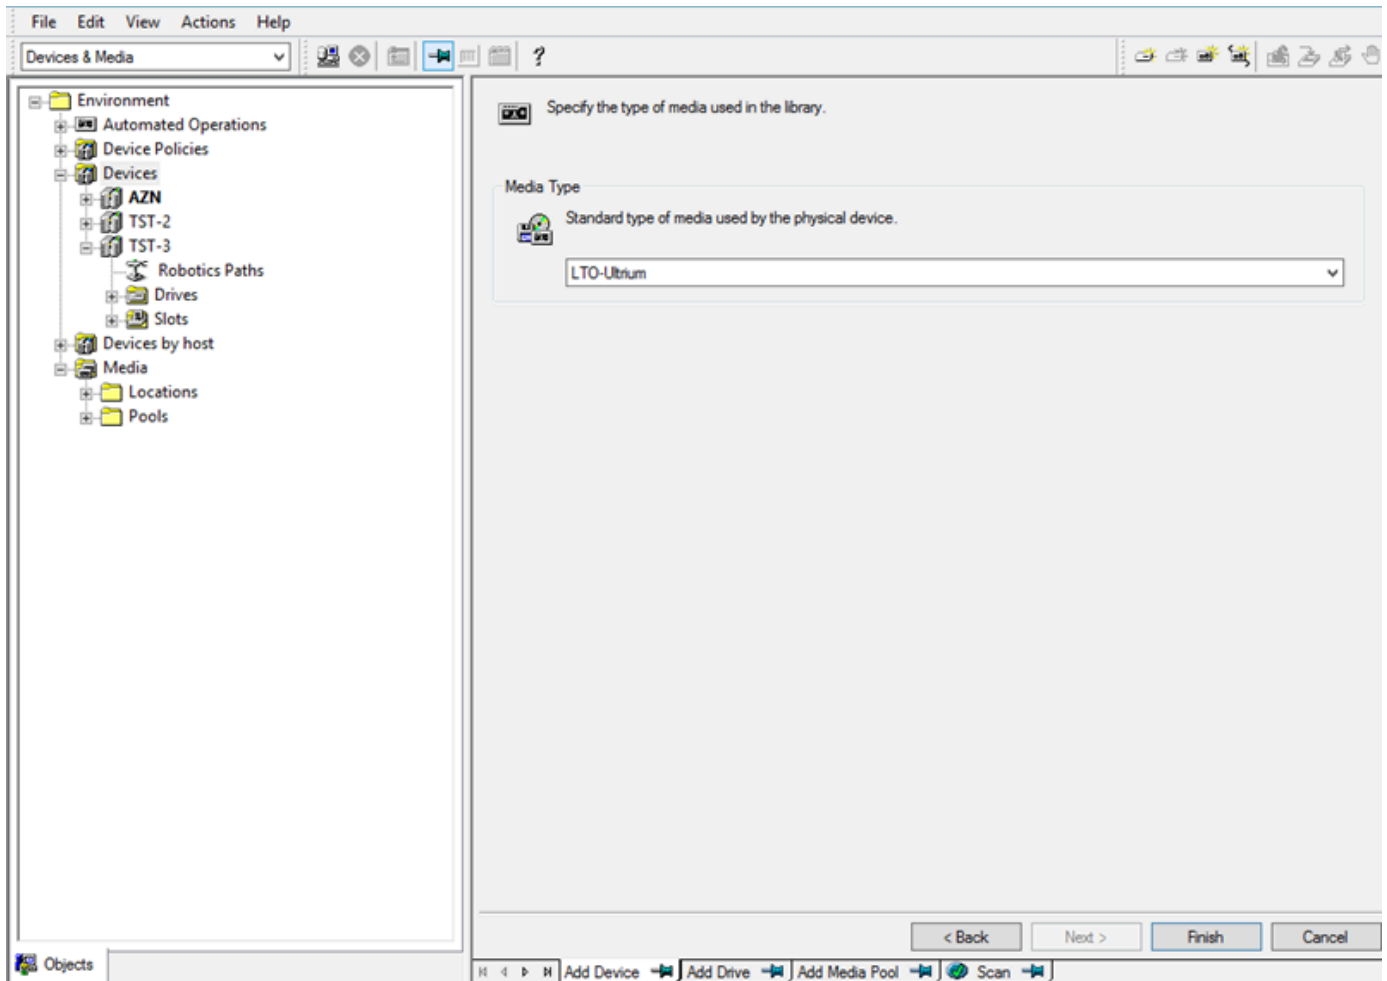 File Edit View Actions Help
Devices & Media
?
Environment
Automated Operations
Device Policies
Devices
AZN
TST-2
TST-3
Robotics Paths
Drives
Slots
Devices by host
Media
Locations
Pools
Objects
Specify the type of media used in the library.
Media Type
Standard type of media used by the physical device.
LTO-Ultrium
< Back Next > Finish Cancel
Add Device Add Drive Add Media Pool Scan